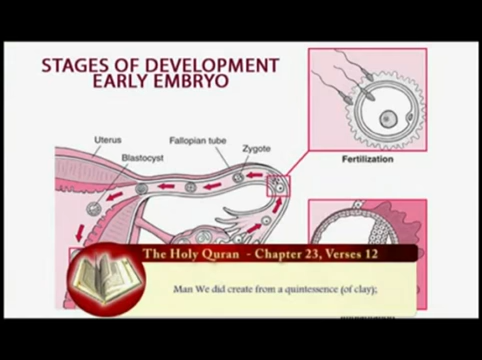 STAGES OF DEVELOPMENT
EARLY EMBRYO
Uterus
Blastocyst
Fallopian tube
Zygote
Fertilization
The Holy Quran - Chapter 23, Verses 12
Man We did create from a quintessence (of clay);